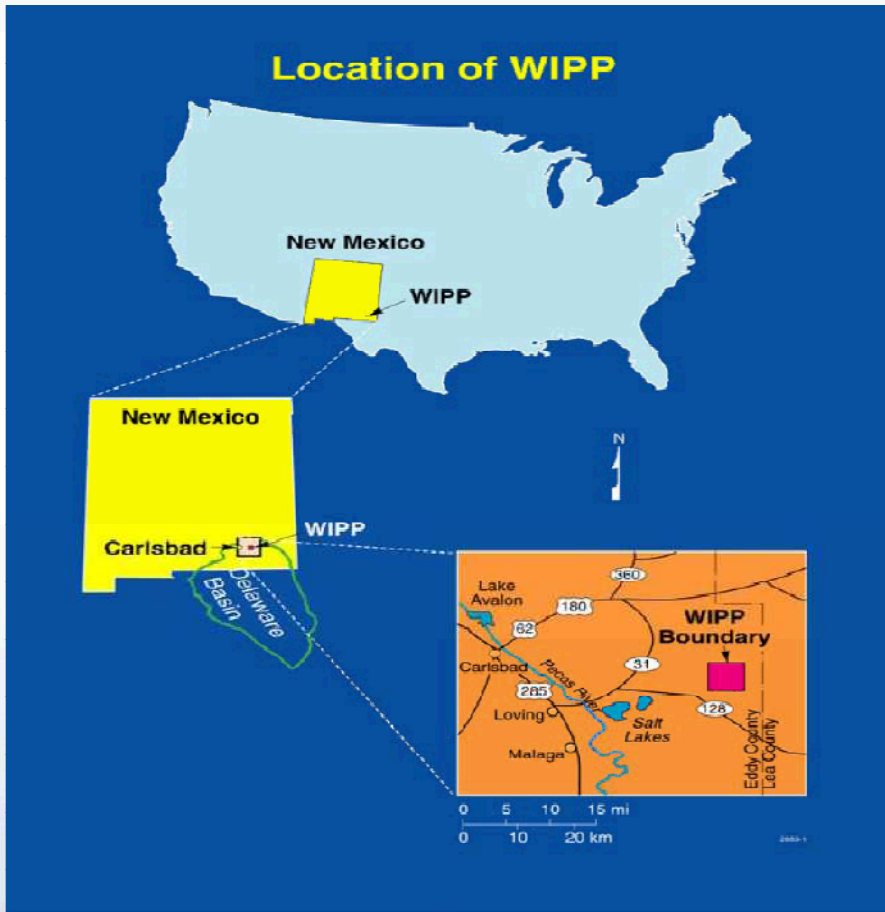 Location of WIPP
New Mexico
WIPP
New Mexico
N
WIPP
Carlsbad
Delaware
Basin
360
Lake
Avalon
180
62
WIPP
Boundary
Carlsbad
31
Pecos River
285
128
Loving
Salt
Lakes
Malaga
Eddy County
Lea County
0 5 10 15 mi
0 10 20 km